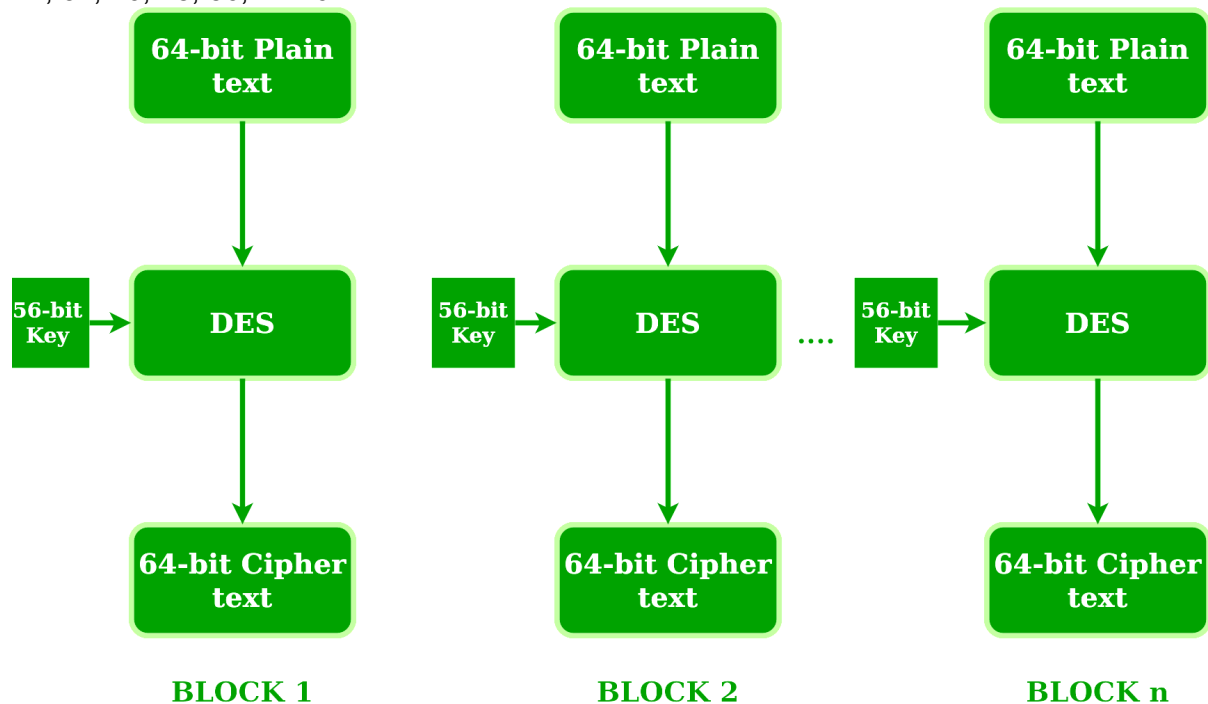 64-bit Plain
text
64-bit Plain
text
64-bit Plain
text
56-bit
Key
DES
56-bit
Key
DES
....
56-bit
Key
DES
64-bit Cipher
text
64-bit Cipher
text
64-bit Cipher
text
BLOCK 1
BLOCK 2
BLOCK n